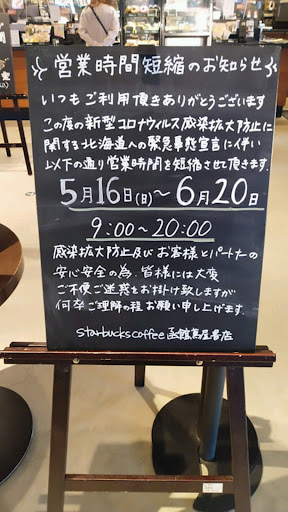 営業時間短縮のお知らせ
いつもご利用頂きありがとうございます
この度の新型コロナウィルス感染拡大防止に
関する北海道への緊急事態宣言に伴い
以下の通り営業時間を短縮させて頂きます.
5月16日(日)～6月20日
9:00～20:00
感染拡大防止及びお客様とパートナーの
安心安全の為、皆様には大変
ご不便ご迷惑をお掛け致しますが
何卒ご理解の程お願い申し上げます.
Starbucks coffee 函館蔦屋書店